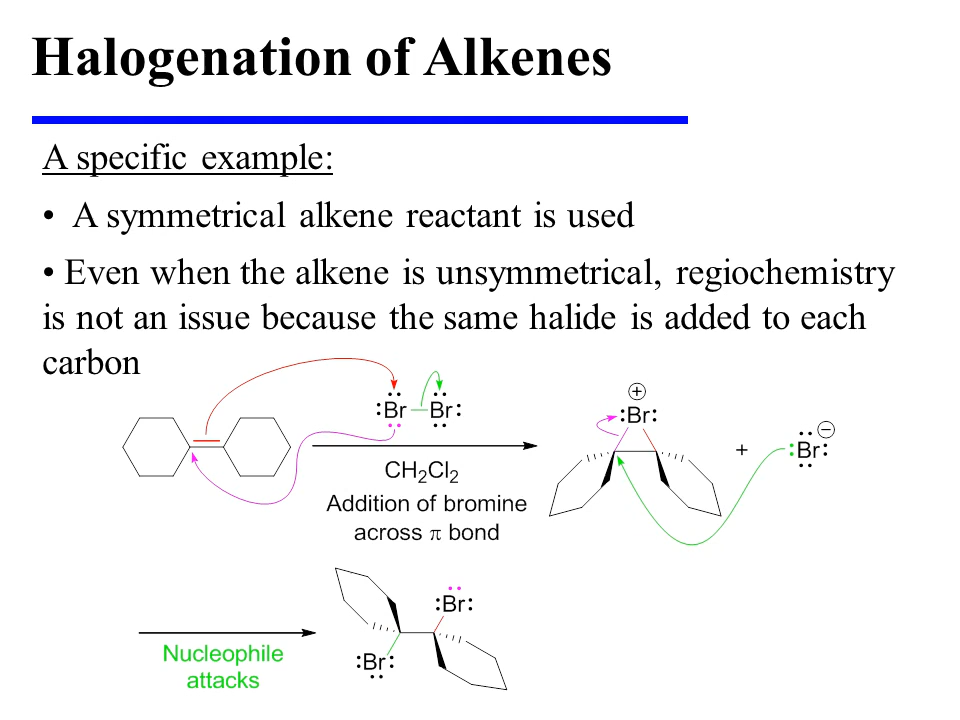 Halogenation of Alkenes
A specific example:
• A symmetrical alkene reactant is used
• Even when the alkene is unsymmetrical, regiochemistry
is not an issue because the same halide is added to each
carbon
Br Br
CH₂Cl₂
Addition of bromine
across π bond
+
Br
+
Br
−
Nucleophile
attacks
Br
Br